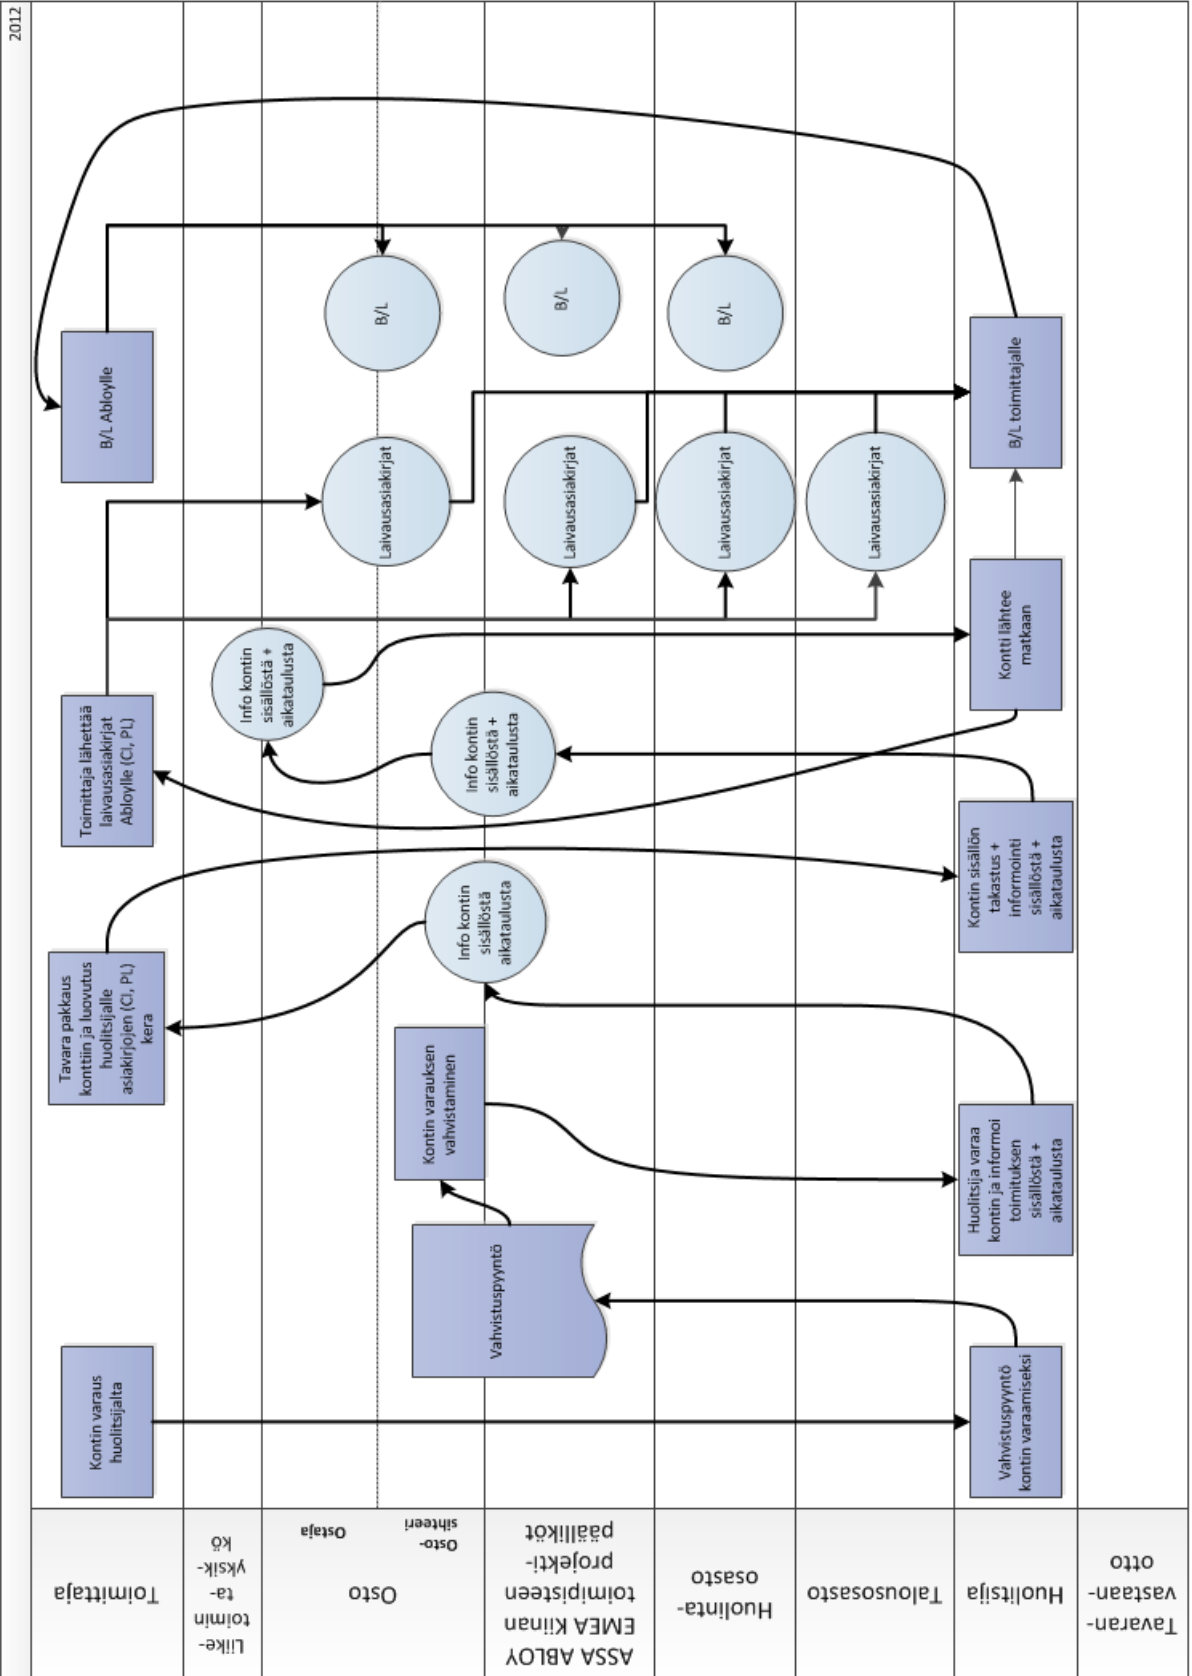 2012
Toimittaja
Liike-
toimin
ta-
yksik-
kö
Osto
Ostaja
Osto-
sihteeri
ASSA ABLOY
EMEA Kiinan
toimipisteen
projekti-
päälliköt
Huolinta-
osasto
Talousosasto
Huolitsija
Tavaran-
vastaan-
otto
Kontin varaus
huolitsijalta
Vahvistuspyyntö
kontin varaamiseksi
Vahvistuspyyntö
Kontin varauksen
vahvistaminen
Huolitsija varaa
kontin ja informoi
toimituksen
sisällöstä +
aikataulusta
Info kontin
sisällöstä
aikataulusta
Tavara pakkaus
konttiin ja luovutus
huolitsijalle
asiakirjojen (CI, PL)
kera
Kontin sisällön
takastus +
informointi
sisällöstä +
aikataulusta
Info kontin
sisällöstä +
aikataulusta
Info kontin
sisällöstä +
aikataulusta
Kontti lähtee
matkaan
Toimittaja lähettää
laivausasiakirjat
Abloylle (CI, PL)
Laivausasiakirjat
Laivausasiakirjat
Laivausasiakirjat
Laivausasiakirjat
B/L toimittajalle
B/L Abloylle
B/L
B/L
B/L